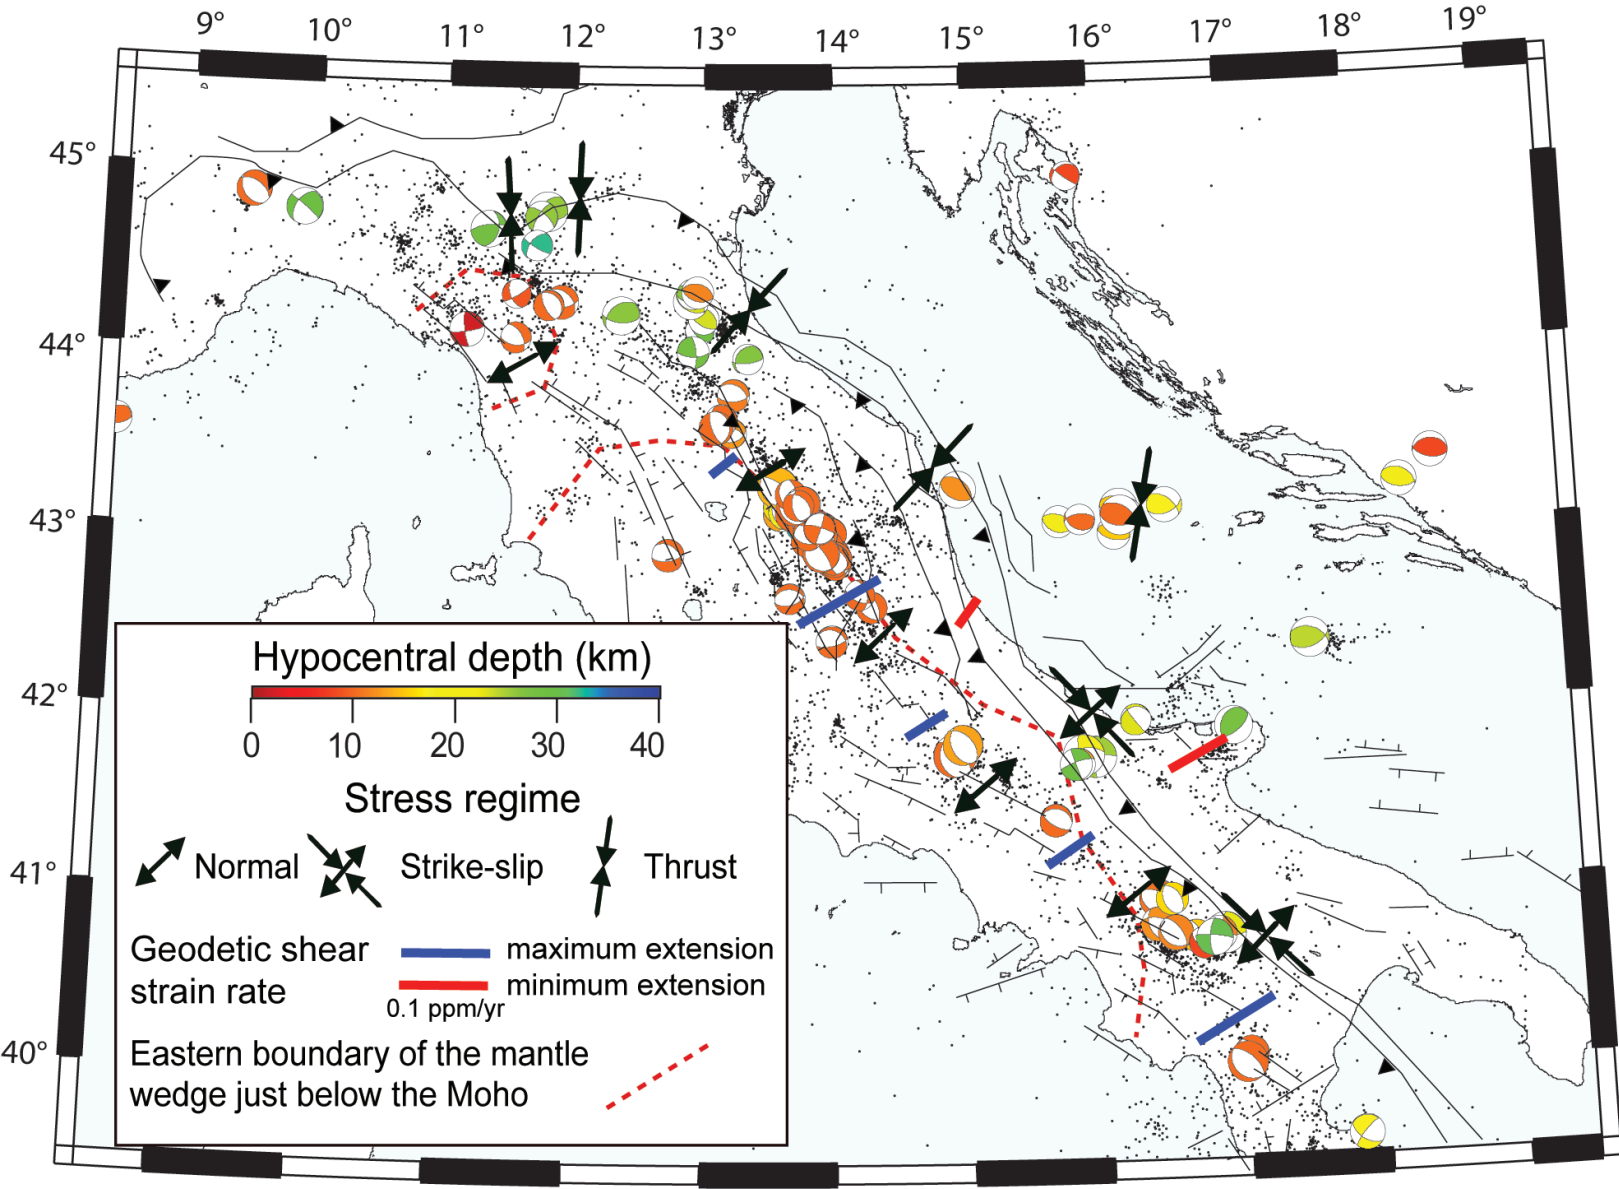 9° 10° 11° 12° 13° 14° 15° 16° 17° 18° 19°
45°
44°
43°
42°
41°
40°
Hypocentral depth (km)
0 10 20 30 40
Stress regime
Normal Strike-slip Thrust
Geodetic shear
strain rate
maximum extension
minimum extension
0.1 ppm/yr
Eastern boundary of the mantle
wedge just below the Moho